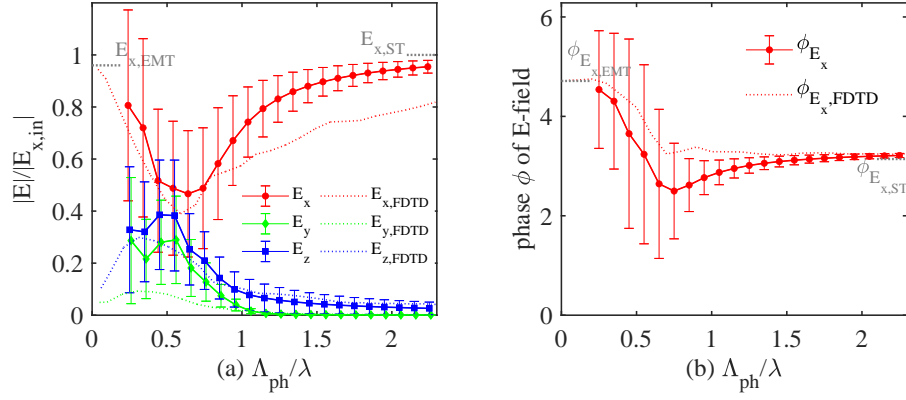 E_x,EMT
E_x,ST
1
0.8
0.6
0.4
0.2
0
|E|/|E_x,in|
E_x
E_y
E_z
E_x,FDTD
E_y,FDTD
E_z,FDTD
0 0.5 1 1.5 2
(a) Λ_ph/λ
6
4
2
0
phase ϕ of E-field
ϕ_E_x,EMT
ϕ_E_x
ϕ_E_x,FDTD
ϕ_E_x,ST
0 0.5 1 1.5 2
(b) Λ_ph/λ